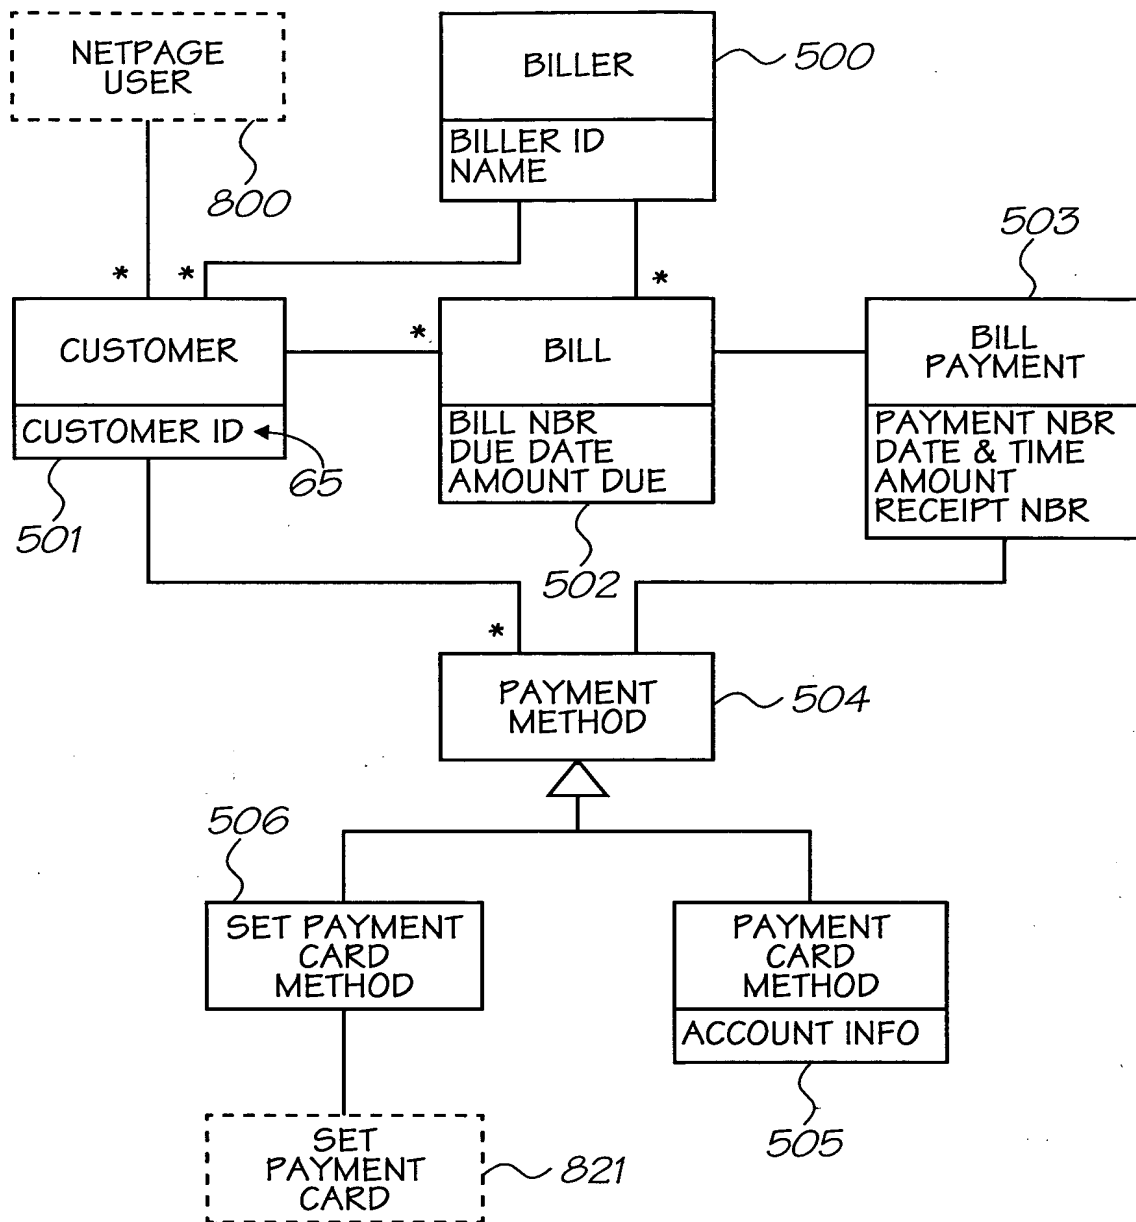 NETPAGE
USER
800
BILLER
500
BILLER ID
NAME
503
*
*
*
CUSTOMER
CUSTOMER ID
65
501
*
BILL
BILL NBR
DUE DATE
AMOUNT DUE
502
BILL
PAYMENT
PAYMENT NBR
DATE & TIME
AMOUNT
RECEIPT NBR
*
PAYMENT
METHOD
504
506
SET PAYMENT
CARD
METHOD
PAYMENT
CARD
METHOD
ACCOUNT INFO
505
SET
PAYMENT
CARD
821